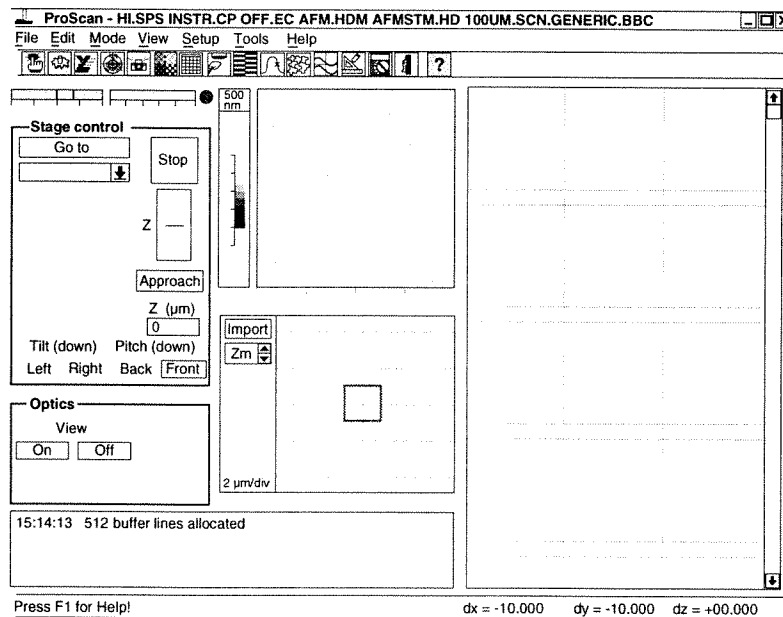 ProScan - HI.SPS INSTR.CP OFF.EC AFM.HDM AFMSTM.HD 100UM.SCN.GENERIC.BBC
File Edit Mode View Setup Tools Help
?
500
nm
Stage control
Go to
Stop
Z
Approach
Z (µm)
0
Tilt (down) Pitch (down)
Left Right Back Front
Import
Zm
2 µm/div
Optics
View
On Off
15:14:13 512 buffer lines allocated
Press F1 for Help!
dx = -10.000 dy = -10.000 dz = +00.000